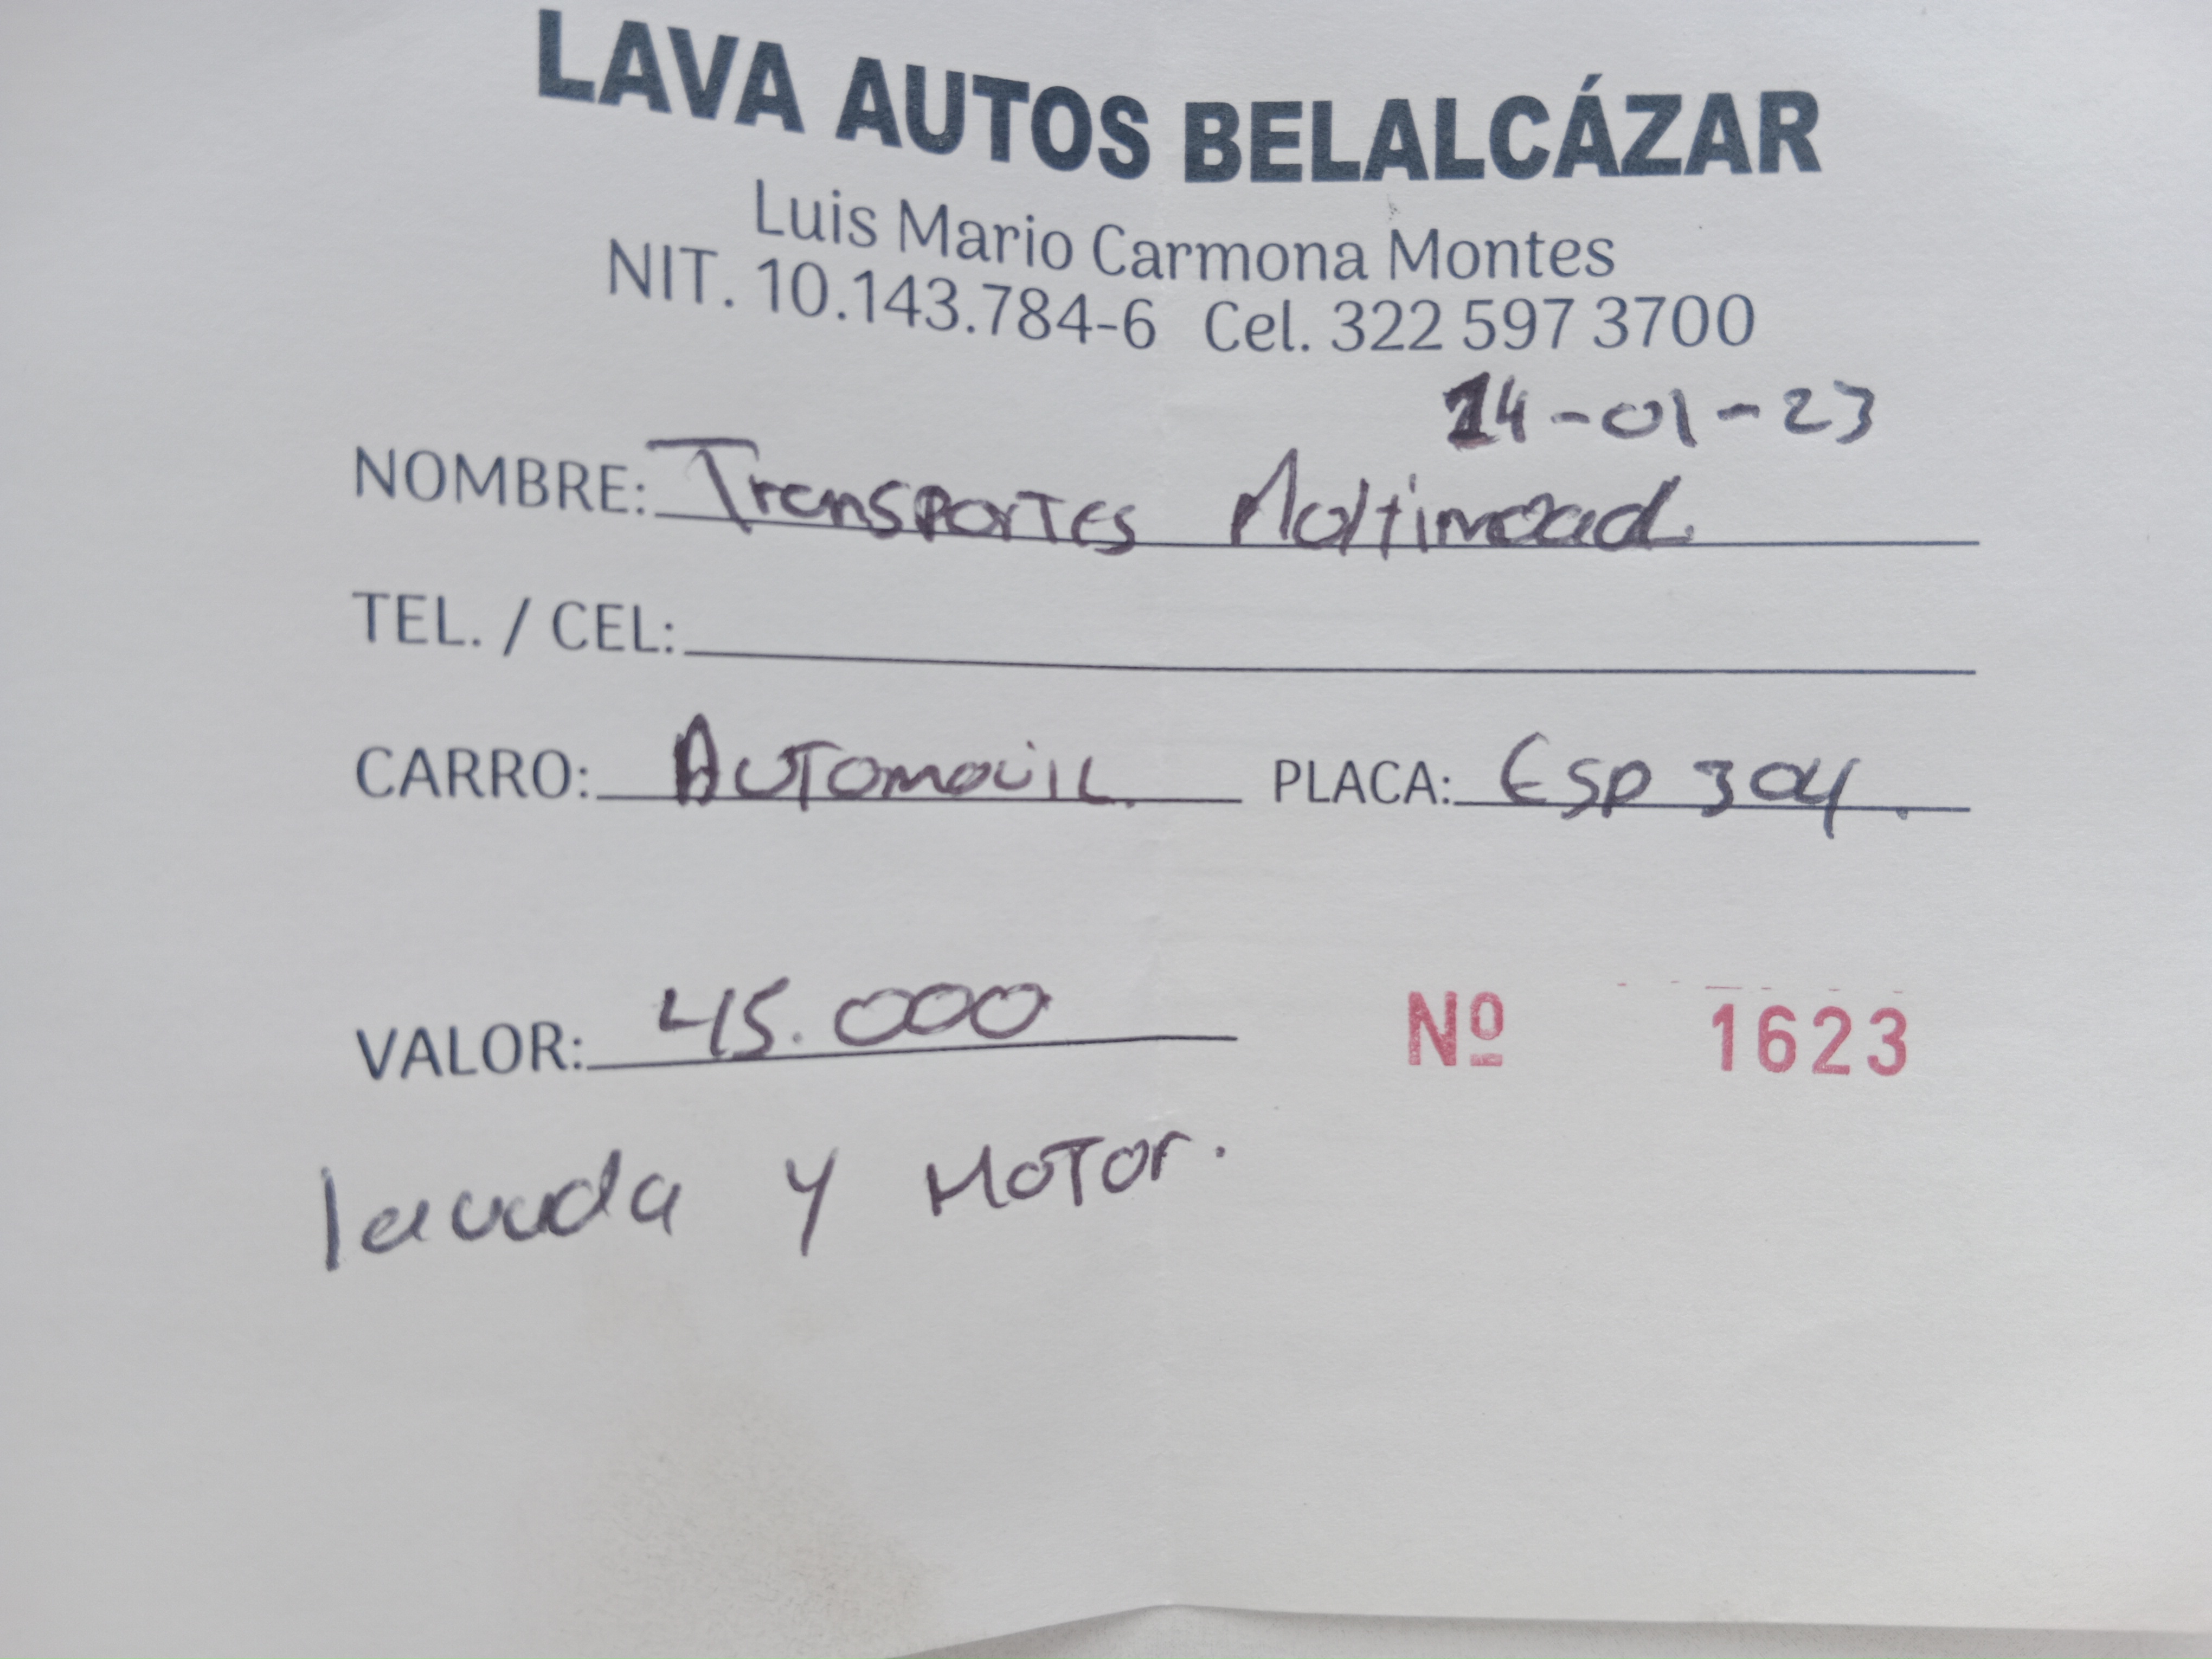 LAVA AUTOS BELALCÁZAR
Luis Mario Carmona Montes
NIT. 10.143.784-6 Cel. 322 597 3700
14-01-23
NOMBRE: Transportes
TEL. / CEL:
CARRO: Automovil. PLACA: Esp 304.
VALOR: 45.000 Nº 1623
lavada y Motor.